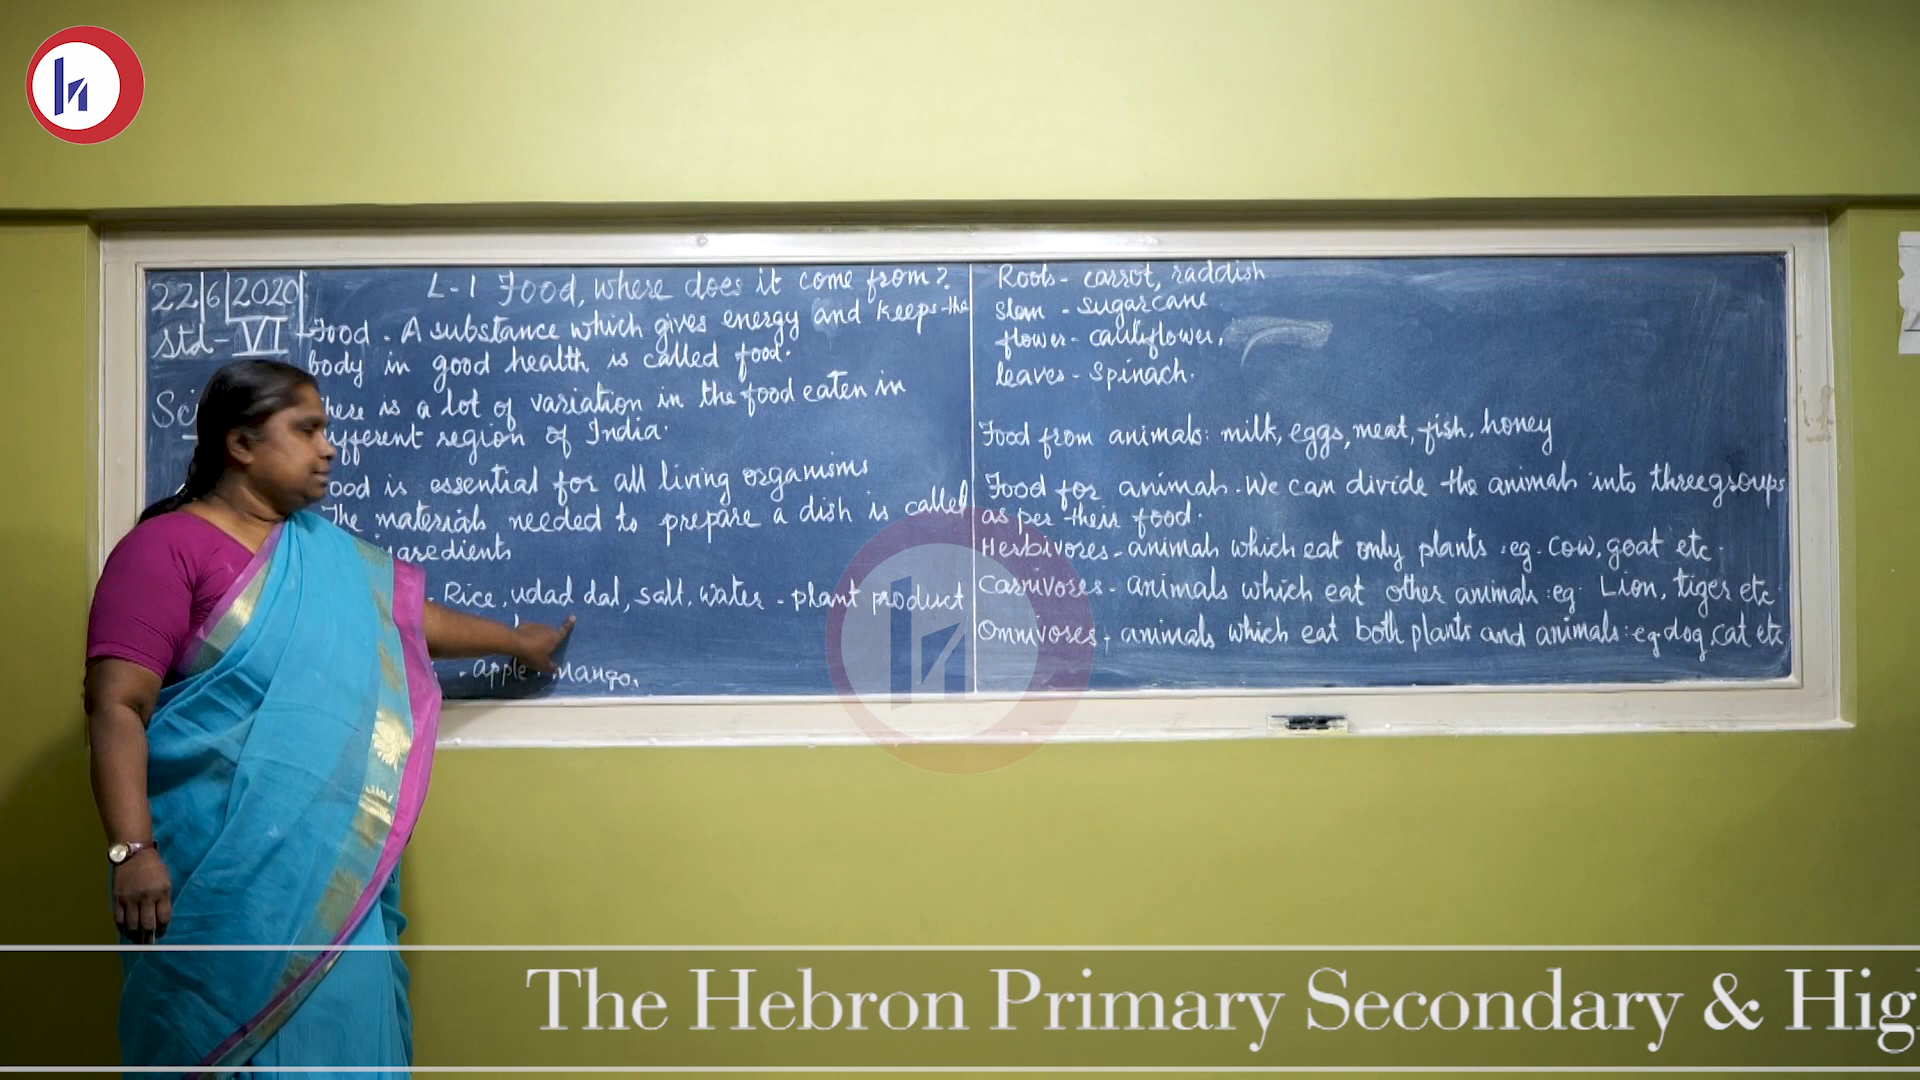 22/6/2020
Std - VI
L-1 Food, where does it come from?
Food. A substance which gives energy and keeps the
body in good health is called food.
There is a lot of variation in the food eaten in
different region of India.
Food is essential for all living organisms
The materials needed to prepare a dish is called
ingredients
- Rice, udad dal, salt, water - plant product
- apple, mango.
Roots - carrot, raddish
stem - sugarcane
flower - cauliflower,
leaves - spinach.
Food from animals: milk, eggs, meat, fish, honey
Food for animals. We can divide the animals into three groups
as per their food.
Herbivores - animals which eat only plants. eg. Cow, goat etc.
Carnivores - animals which eat other animals: eg: Lion, tiger etc
Omnivores - animals which eat both plants and animals: eg. dog, cat etc
The Hebron Primary Secondary & Hig